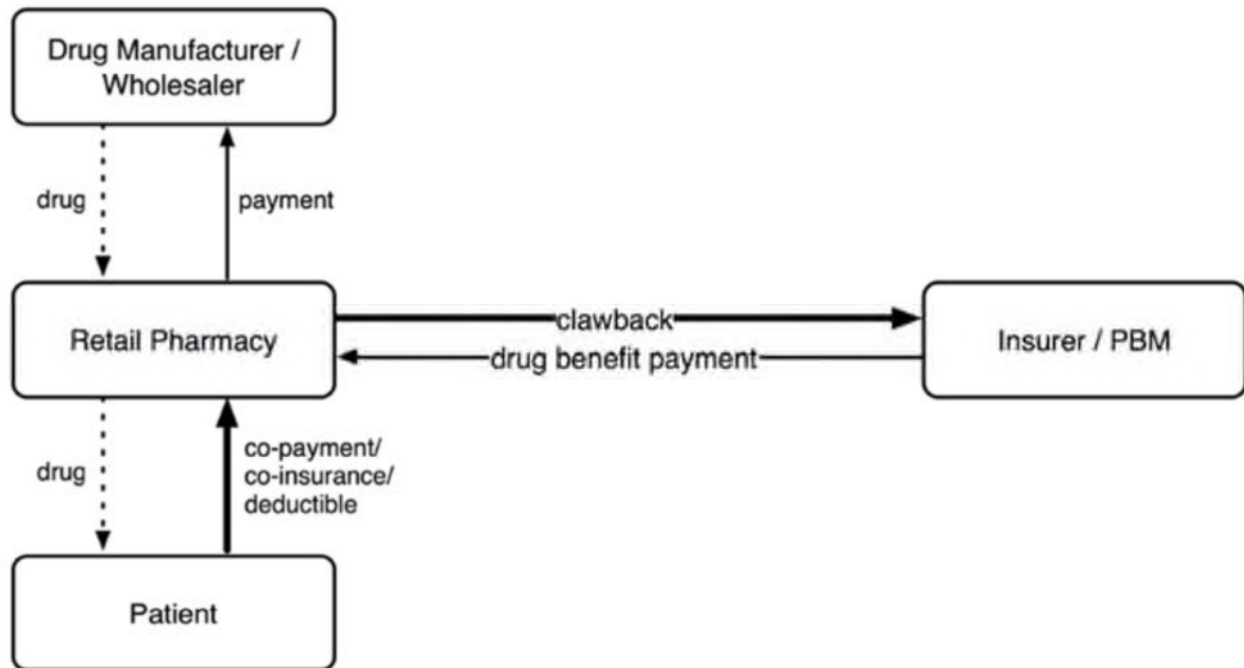 Drug Manufacturer /
Wholesaler
drug
payment
Retail Pharmacy
clawback
drug benefit payment
Insurer / PBM
drug
co-payment/
co-insurance/
deductible
Patient